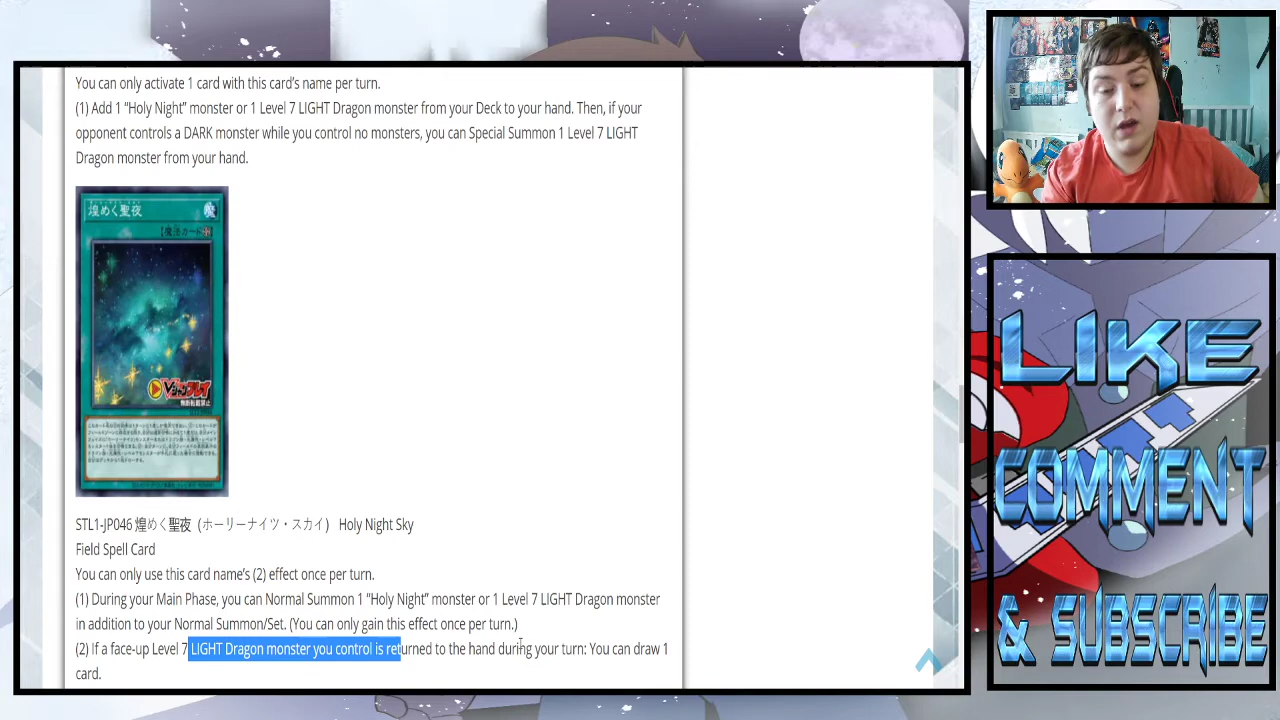 You can only activate 1 card with this card's name per turn.
(1) Add 1 “Holy Night” monster or 1 Level 7 LIGHT Dragon monster from your Deck to your hand. Then, if your
opponent controls a DARK monster while you control no monsters, you can Special Summon 1 Level 7 LIGHT
Dragon monster from your hand.
煌めく聖夜
STL1-JP046 煌めく聖夜（ホーリーナイツ・スカイ） Holy Night Sky
Field Spell Card
You can only use this card name’s (2) effect once per turn.
(1) During your Main Phase, you can Normal Summon 1 “Holy Night” monster or 1 Level 7 LIGHT Dragon monster
in addition to your Normal Summon/Set. (You can only gain this effect once per turn.)
(2) If a face-up Level 7 LIGHT Dragon monster you control is returned to the hand during your turn: You can draw 1
card.
LIKE
COMMENT
& SUBSCRIBE